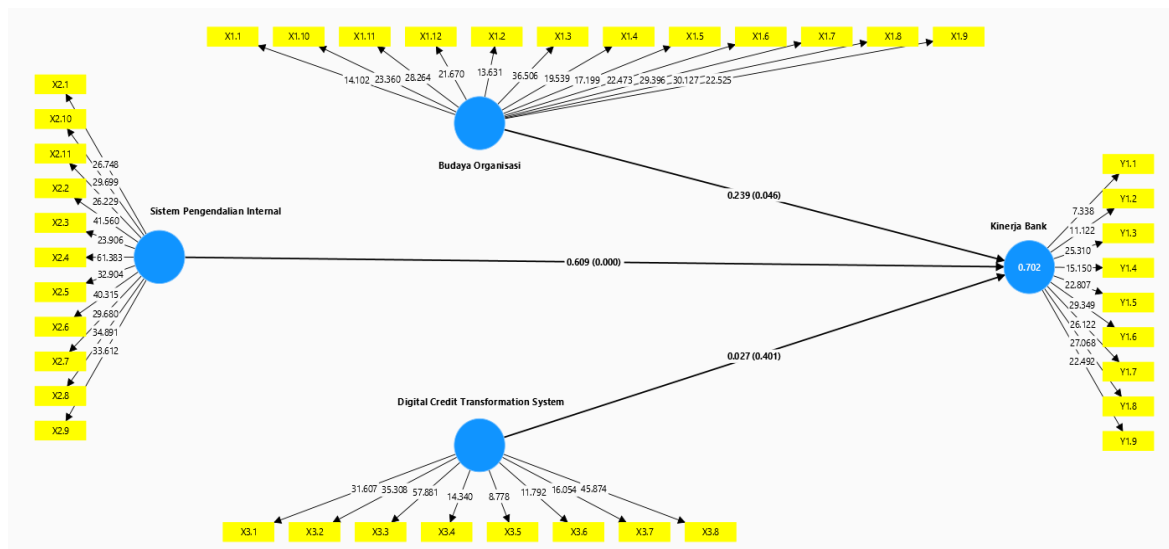 X1.1 X1.10 X1.11 X1.12 X1.2 X1.3 X1.4 X1.5 X1.6 X1.7 X1.8 X1.9
14.102 23.360 28.264 21.670 13.631 36.506 19.539 17.199 22.473 29.396 30.127 22.525
Budaya Organisasi
X2.1
X2.10
X2.11
X2.2
X2.3
X2.4
X2.5
X2.6
X2.7
X2.8
X2.9
26.748
29.699
26.229
41.560
23.906
61.383
32.904
40.315
29.680
34.891
33.612
Sistem Pengendalian Internal
0.239 (0.046)
0.609 (0.000)
0.027 (0.401)
Kinerja Bank
0.702
7.338
11.122
25.310
15.150
22.807
29.349
26.122
27.068
22.492
Y1.1
Y1.2
Y1.3
Y1.4
Y1.5
Y1.6
Y1.7
Y1.8
Y1.9
Digital Credit Transformation System
31.607 35.308 57.881 14.340 8.778 11.792 16.054 45.874
X3.1 X3.2 X3.3 X3.4 X3.5 X3.6 X3.7 X3.8